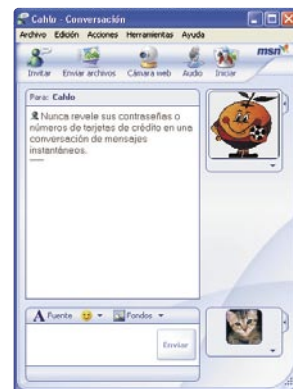 Cahlo - Conversación
Archivo Edición Acciones Herramientas Ayuda
msn
Invitar Enviar archivos Cámara web Audio Iniciar
Para: Cahlo
Nunca revele sus contraseñas o
números de tarjetas de crédito en una
conversación de mensajes
instantáneos.
A Fuente Fondos
Enviar